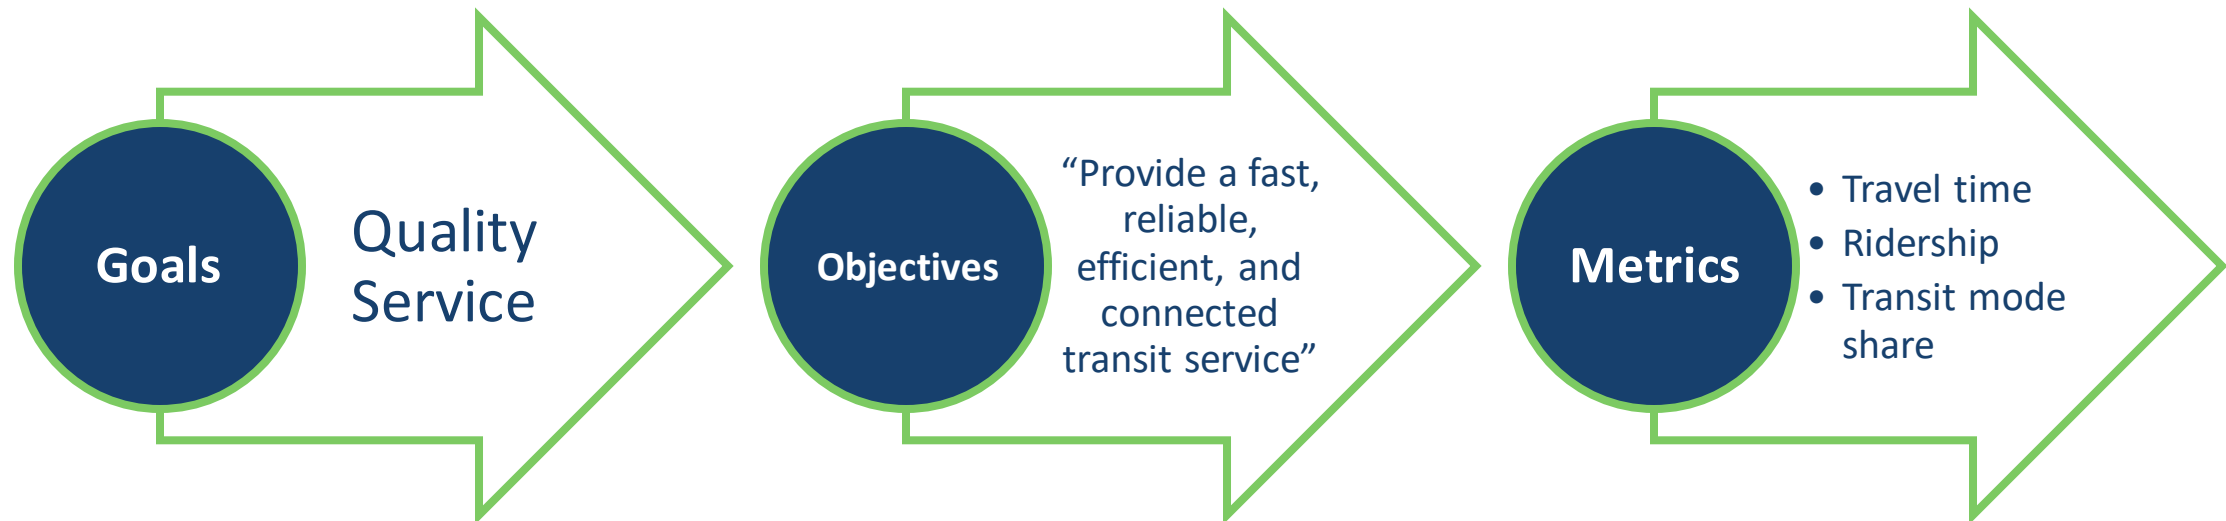 Goals
Quality
Service
Objectives
“Provide a fast,
reliable,
efficient, and
connected
transit service”
Metrics
• Travel time
• Ridership
• Transit mode
share